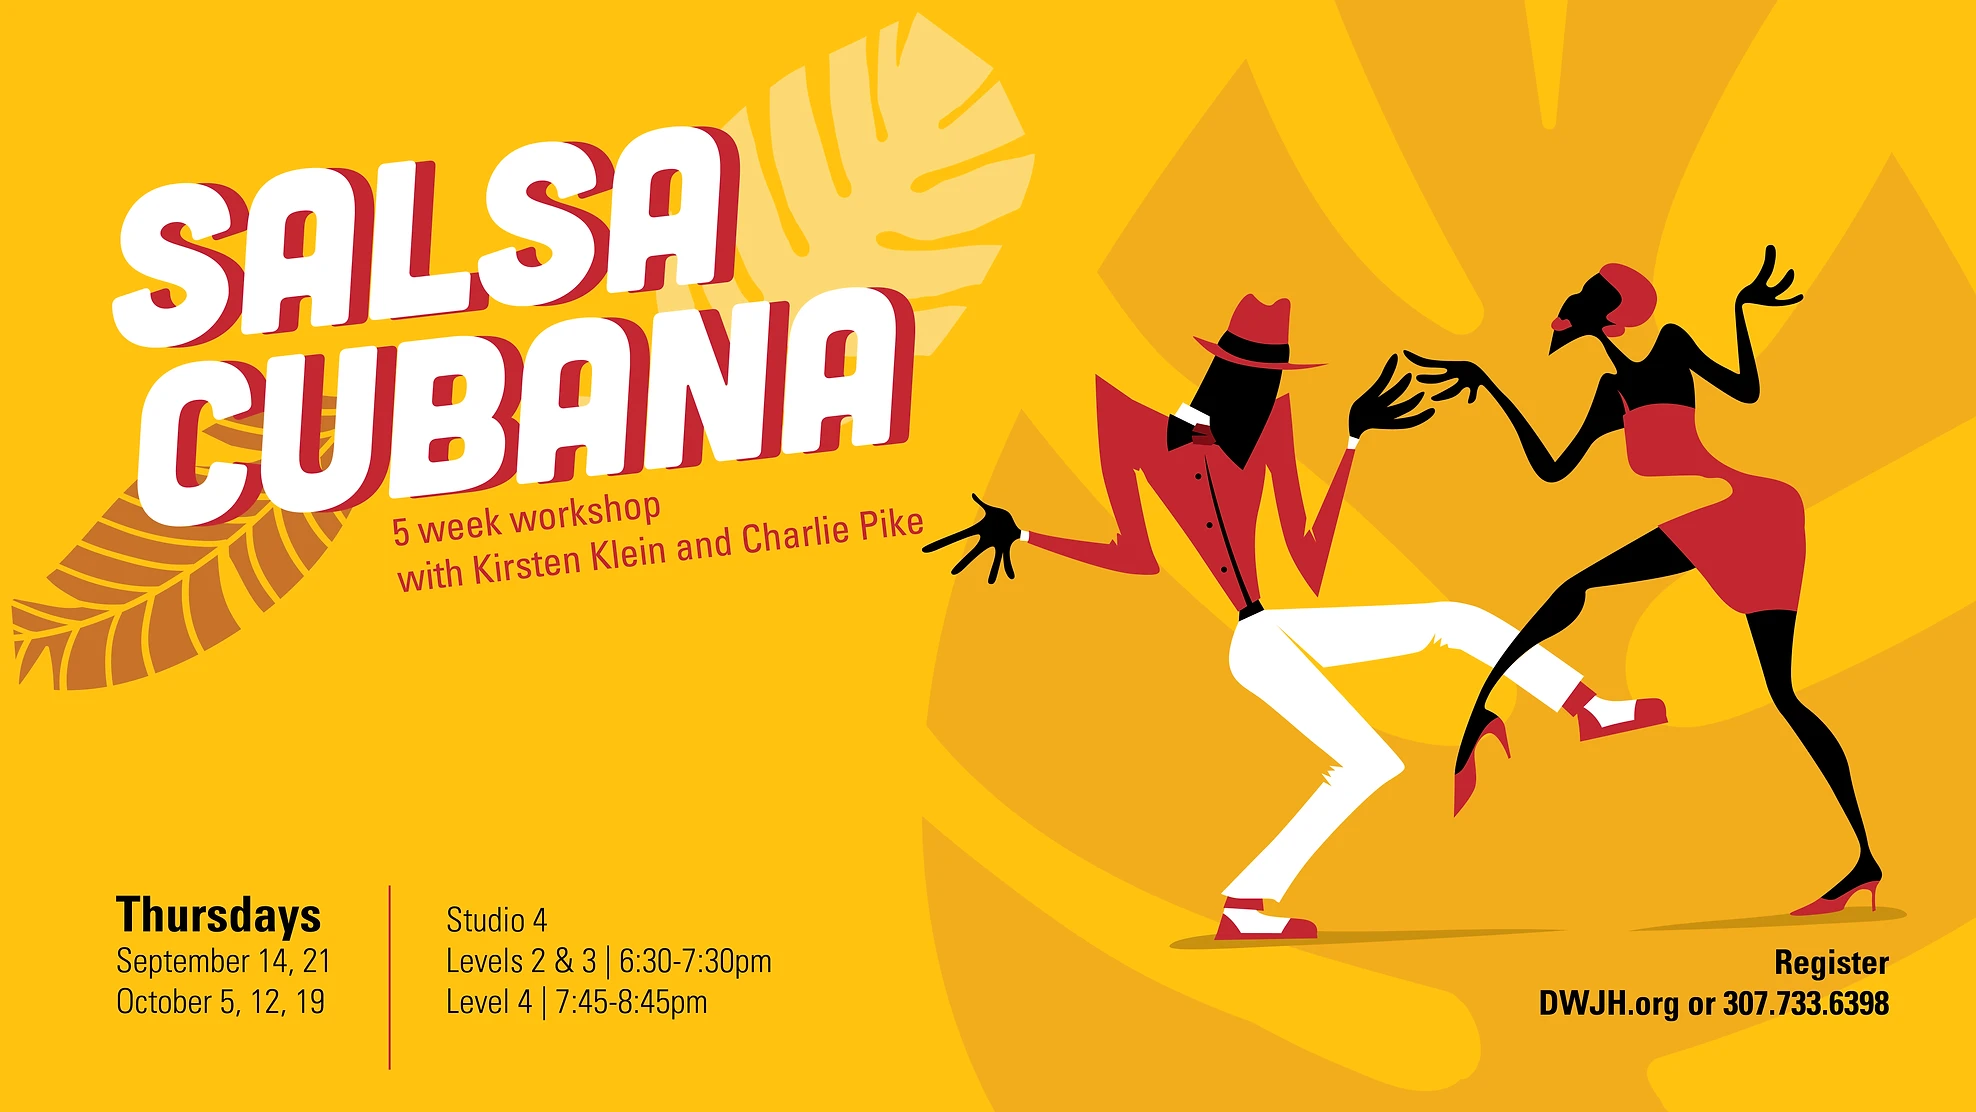 SALSA
CUBANA
5 week workshop
with Kirsten Klein and Charlie Pike
Thursdays
September 14, 21
October 5, 12, 19
Studio 4
Levels 2 & 3 | 6:30-7:30pm
Level 4 | 7:45-8:45pm
Register
DWJH.org or 307.733.6398